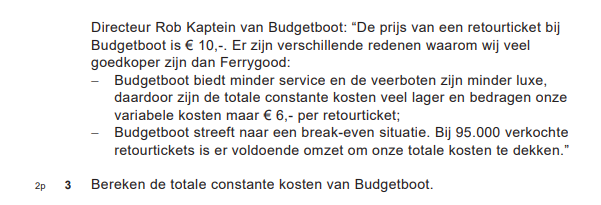 Directeur Rob Kaptein van Budgetboot: “De prijs van een retourticket bij
Budgetboot is € 10,-. Er zijn verschillende redenen waarom wij veel
goedkoper zijn dan Ferrygood:
− Budgetboot biedt minder service en de veerboten zijn minder luxe,
daardoor zijn de totale constante kosten veel lager en bedragen onze
variabele kosten maar € 6,- per retourticket;
− Budgetboot streeft naar een break-even situatie. Bij 95.000 verkochte
retourtickets is er voldoende omzet om onze totale kosten te dekken.”
2p 3 Bereken de totale constante kosten van Budgetboot.